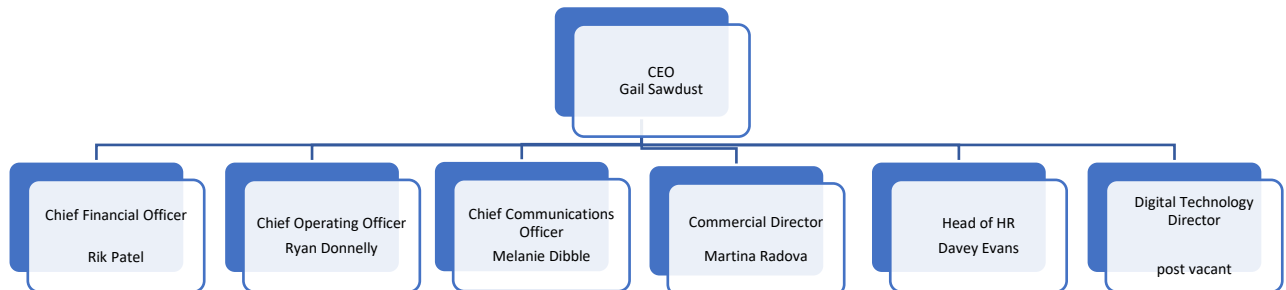 CEO
Gail Sawdust
Chief Financial Officer
Rik Patel
Chief Operating Officer
Ryan Donnelly
Chief Communications
Officer
Melanie Dibble
Commercial Director
Martina Radova
Head of HR
Davey Evans
Digital Technology
Director
post vacant